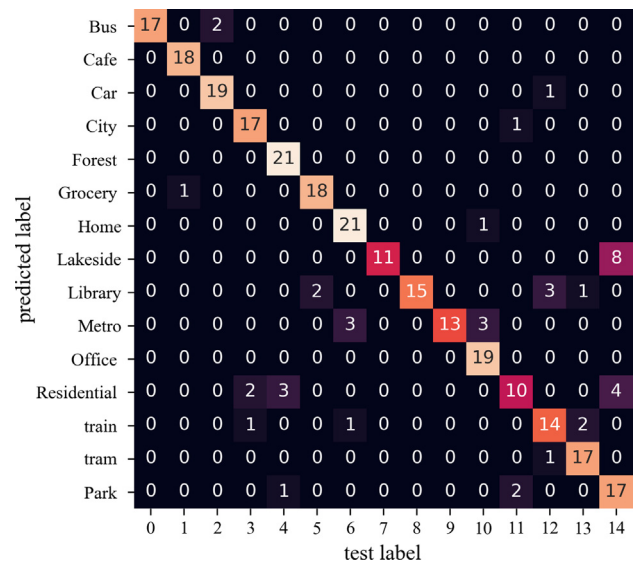 Bus 17 0 2 0 0 0 0 0 0 0 0 0 0 0 0
Cafe 0 18 0 0 0 0 0 0 0 0 0 0 0 0 0
Car 0 0 19 0 0 0 0 0 0 0 0 0 1 0 0
City 0 0 0 17 0 0 0 0 0 0 0 1 0 0 0
Forest 0 0 0 0 21 0 0 0 0 0 0 0 0 0 0
Grocery 0 1 0 0 0 18 0 0 0 0 0 0 0 0 0
Home 0 0 0 0 0 0 21 0 0 0 1 0 0 0 0
Lakeside 0 0 0 0 0 0 0 11 0 0 0 0 0 0 8
Library 0 0 0 0 0 2 0 0 15 0 0 0 3 1 0
Metro 0 0 0 0 0 0 3 0 0 13 3 0 0 0 0
Office 0 0 0 0 0 0 0 0 0 0 19 0 0 0 0
Residential 0 0 0 2 3 0 0 0 0 0 0 10 0 0 4
train 0 0 0 1 0 0 1 0 0 0 0 0 14 2 0
tram 0 0 0 0 0 0 0 0 0 0 0 0 1 17 0
Park 0 0 0 0 1 0 0 0 0 0 0 2 0 0 17
0 1 2 3 4 5 6 7 8 9 10 11 12 13 14
test label
predicted label